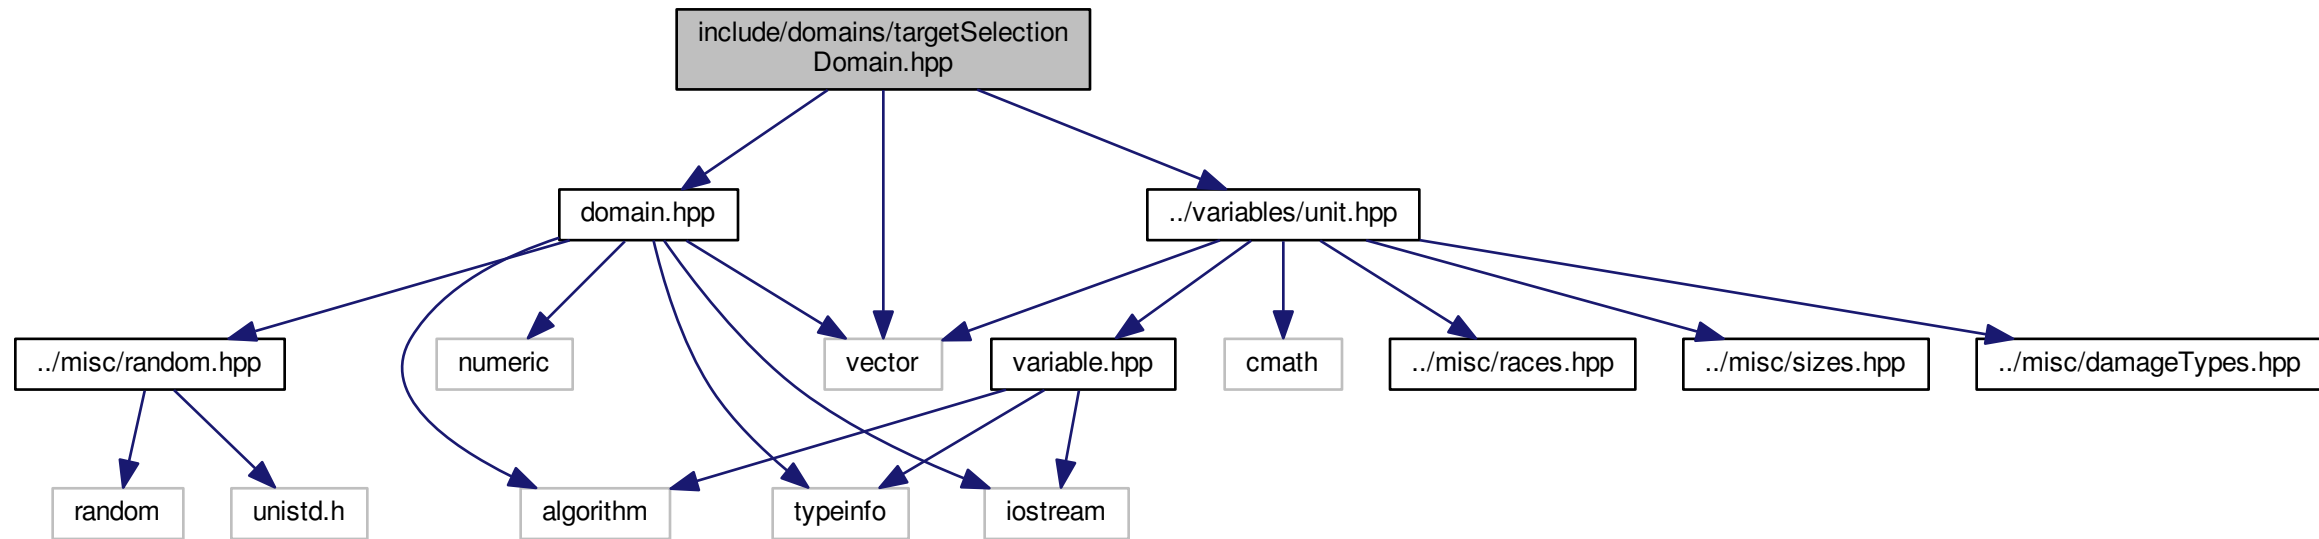 include/domains/targetSelection
Domain.hpp
domain.hpp
../variables/unit.hpp
../misc/random.hpp
numeric
vector
variable.hpp
cmath
../misc/races.hpp
../misc/sizes.hpp
../misc/damageTypes.hpp
random
unistd.h
algorithm
typeinfo
iostream